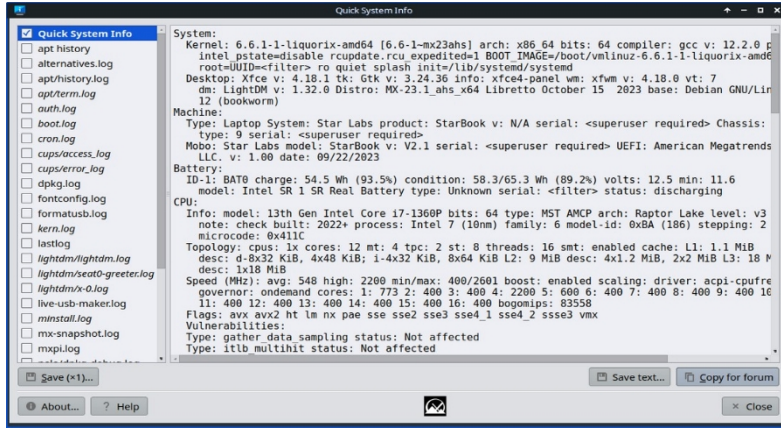 Quick System Info
Quick System Info
apt history
alternatives.log
apt/history.log
apt/term.log
auth.log
boot.log
cron.log
cups/access_log
cups/error_log
dpkg.log
fontconfig.log
formatusb.log
kern.log
lastlog
lightdm/lightdm.log
lightdm/seat0-greeter.log
lightdm/x-0.log
live-usb-maker.log
minstall.log
mx-snapshot.log
mxpi.log
System:
Kernel: 6.6.1-1-liquorix-amd64 [6.6-1~mx23ahs] arch: x86_64 bits: 64 compiler: gcc v: 12.2.0 p
intel_pstate=disable rcupdate.rcu_expedited=1 BOOT_IMAGE=/boot/vmlinuz-6.6.1-1-liquorix-amd6
root=UUID=<filter> ro quiet splash init=/lib/systemd/systemd
Desktop: Xfce v: 4.18.1 tk: Gtk v: 3.24.36 info: xfce4-panel wm: xfwm v: 4.18.0 vt: 7
dm: LightDM v: 1.32.0 Distro: MX-23.1_ahs_x64 Libretto October 15  2023 base: Debian GNU/Lin
12 (bookworm)
Machine:
Type: Laptop System: Star Labs product: StarBook v: N/A serial: <superuser required> Chassis:
type: 9 serial: <superuser required>
Mobo: Star Labs model: StarBook v: V2.1 serial: <superuser required> UEFI: American Megatrends
LLC. v: 1.00 date: 09/22/2023
Battery:
ID-1: BAT0 charge: 54.5 Wh (93.5%) condition: 58.3/65.3 Wh (89.2%) volts: 12.5 min: 11.6
model: Intel SR 1 SR Real Battery type: Unknown serial: <filter> status: discharging
CPU:
Info: model: 13th Gen Intel Core i7-1360P bits: 64 type: MST AMCP arch: Raptor Lake level: v3
note: check built: 2022+ process: Intel 7 (10nm) family: 6 model-id: 0xBA (186) stepping: 2
microcode: 0x411C
Topology: cpus: 1x cores: 12 mt: 4 tpc: 2 st: 8 threads: 16 smt: enabled cache: L1: 1.1 MiB
desc: d-8x32 KiB, 4x48 KiB; i-4x32 KiB, 8x64 KiB L2: 9 MiB desc: 4x1.2 MiB, 2x2 MiB L3: 18 M
desc: 1x18 MiB
Speed (MHz): avg: 548 high: 2200 min/max: 400/2601 boost: enabled scaling: driver: acpi-cpufre
governor: ondemand cores: 1: 773 2: 400 3: 400 4: 2200 5: 600 6: 400 7: 400 8: 400 9: 400 10
11: 400 12: 400 13: 400 14: 400 15: 400 16: 400 bogomips: 83558
Flags: avx avx2 ht lm nx pae sse sse2 sse3 sse4_1 sse4_2 ssse3 vmx
Vulnerabilities:
Type: gather_data_sampling status: Not affected
Type: itlb_multihit status: Not affected
Save (×1)...
Save text...
Copy for forum
About...
? Help
Close